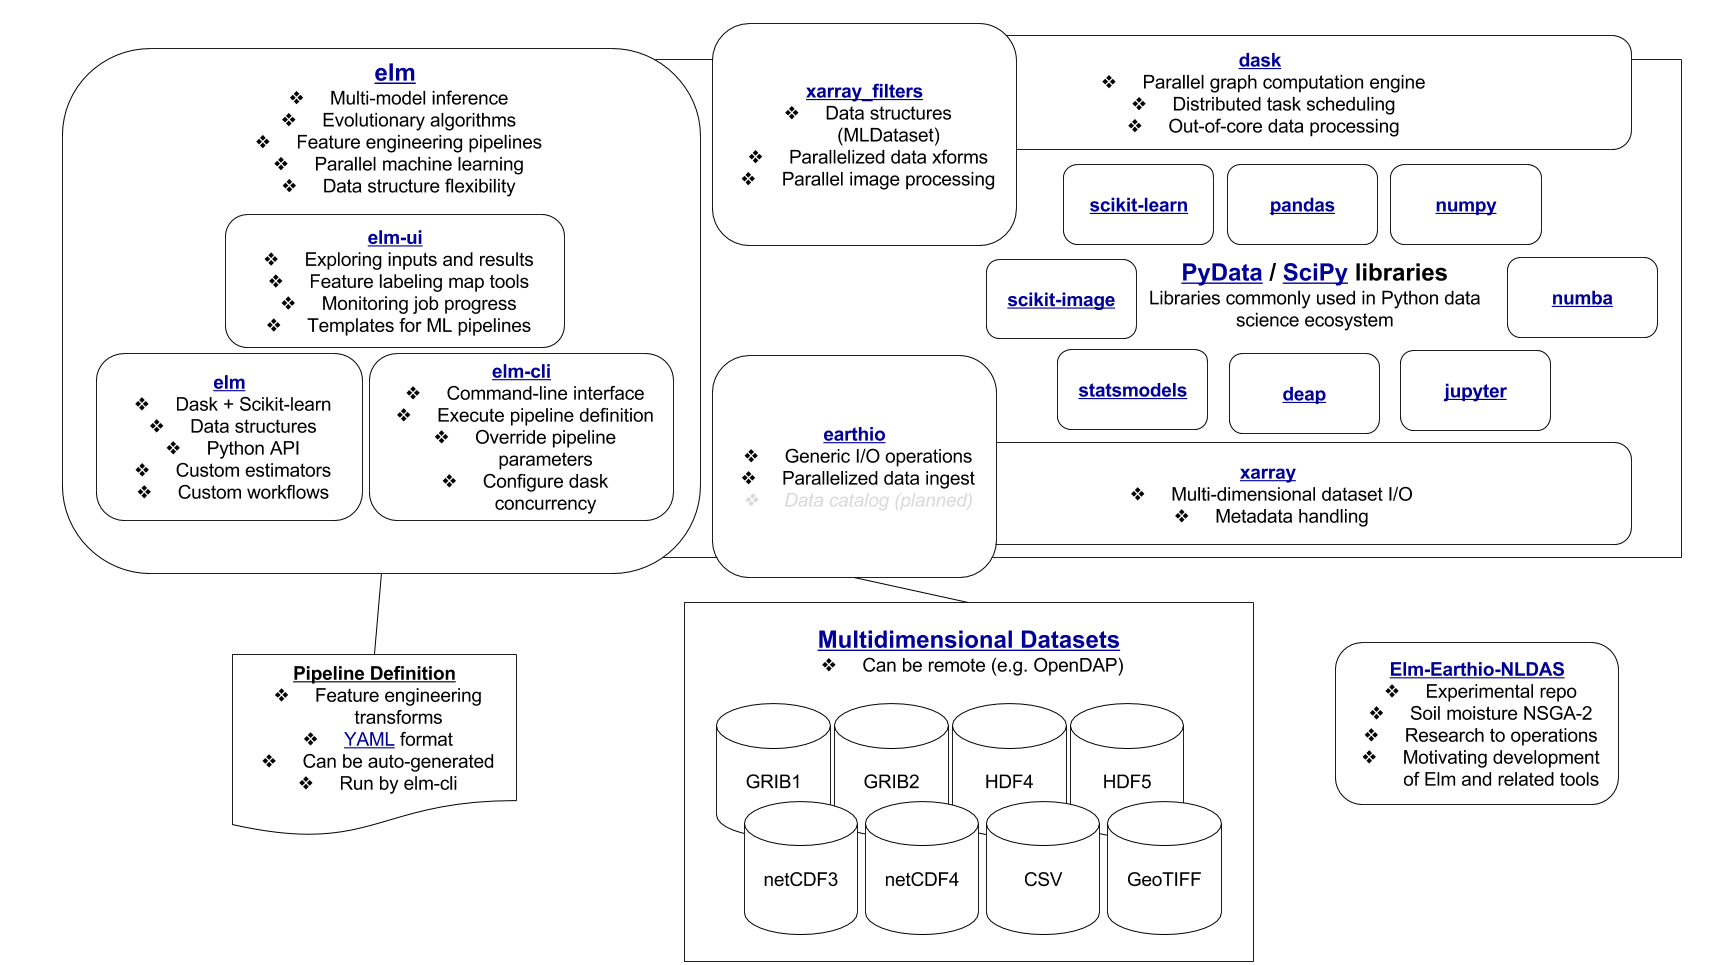 elm
❖ Multi-model inference
❖ Evolutionary algorithms
❖ Feature engineering pipelines
❖ Parallel machine learning
❖ Data structure flexibility
elm-ui
❖ Exploring inputs and results
❖ Feature labeling map tools
❖ Monitoring job progress
❖ Templates for ML pipelines
elm
❖ Dask + Scikit-learn
❖ Data structures
❖ Python API
❖ Custom estimators
❖ Custom workflows
elm-cli
❖ Command-line interface
❖ Execute pipeline definition
❖ Override pipeline
parameters
❖ Configure dask
concurrency
xarray_filters
❖ Data structures
(MLDataset)
❖ Parallelized data xforms
❖ Parallel image processing
dask
❖ Parallel graph computation engine
❖ Distributed task scheduling
❖ Out-of-core data processing
scikit-learn
pandas
numpy
scikit-image
PyData / SciPy libraries
Libraries commonly used in Python data
science ecosystem
numba
statsmodels
deap
jupyter
earthio
❖ Generic I/O operations
❖ Parallelized data ingest
❖ Data catalog (planned)
xarray
❖ Multi-dimensional dataset I/O
❖ Metadata handling
Pipeline Definition
❖ Feature engineering
transforms
❖ YAML format
❖ Can be auto-generated
❖ Run by elm-cli
Multidimensional Datasets
❖ Can be remote (e.g. OpenDAP)
GRIB1
GRIB2
HDF4
HDF5
netCDF3
netCDF4
CSV
GeoTIFF
Elm-Earthio-NLDAS
❖ Experimental repo
❖ Soil moisture NSGA-2
❖ Research to operations
❖ Motivating development
of Elm and related tools